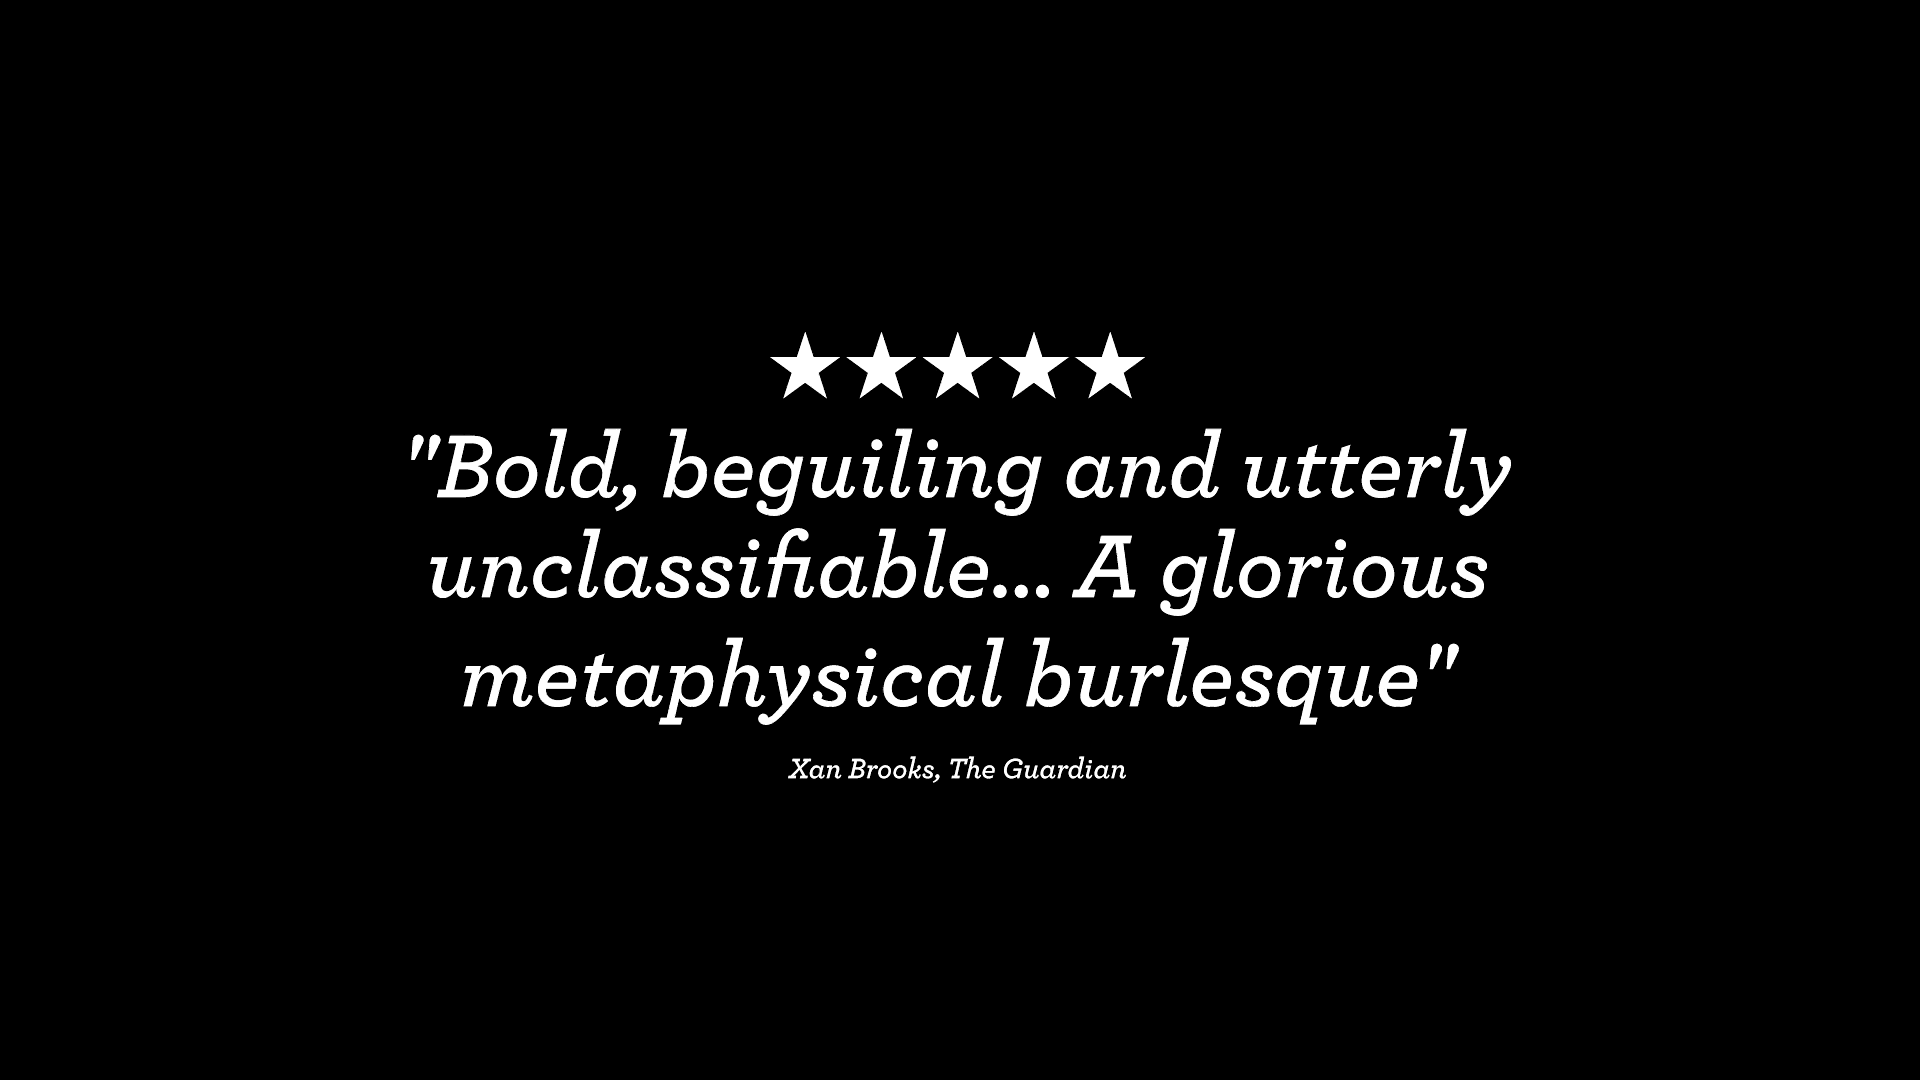 ★★★★★
"Bold, beguiling and utterly
unclassifiable... A glorious
metaphysical burlesque"
Xan Brooks, The Guardian